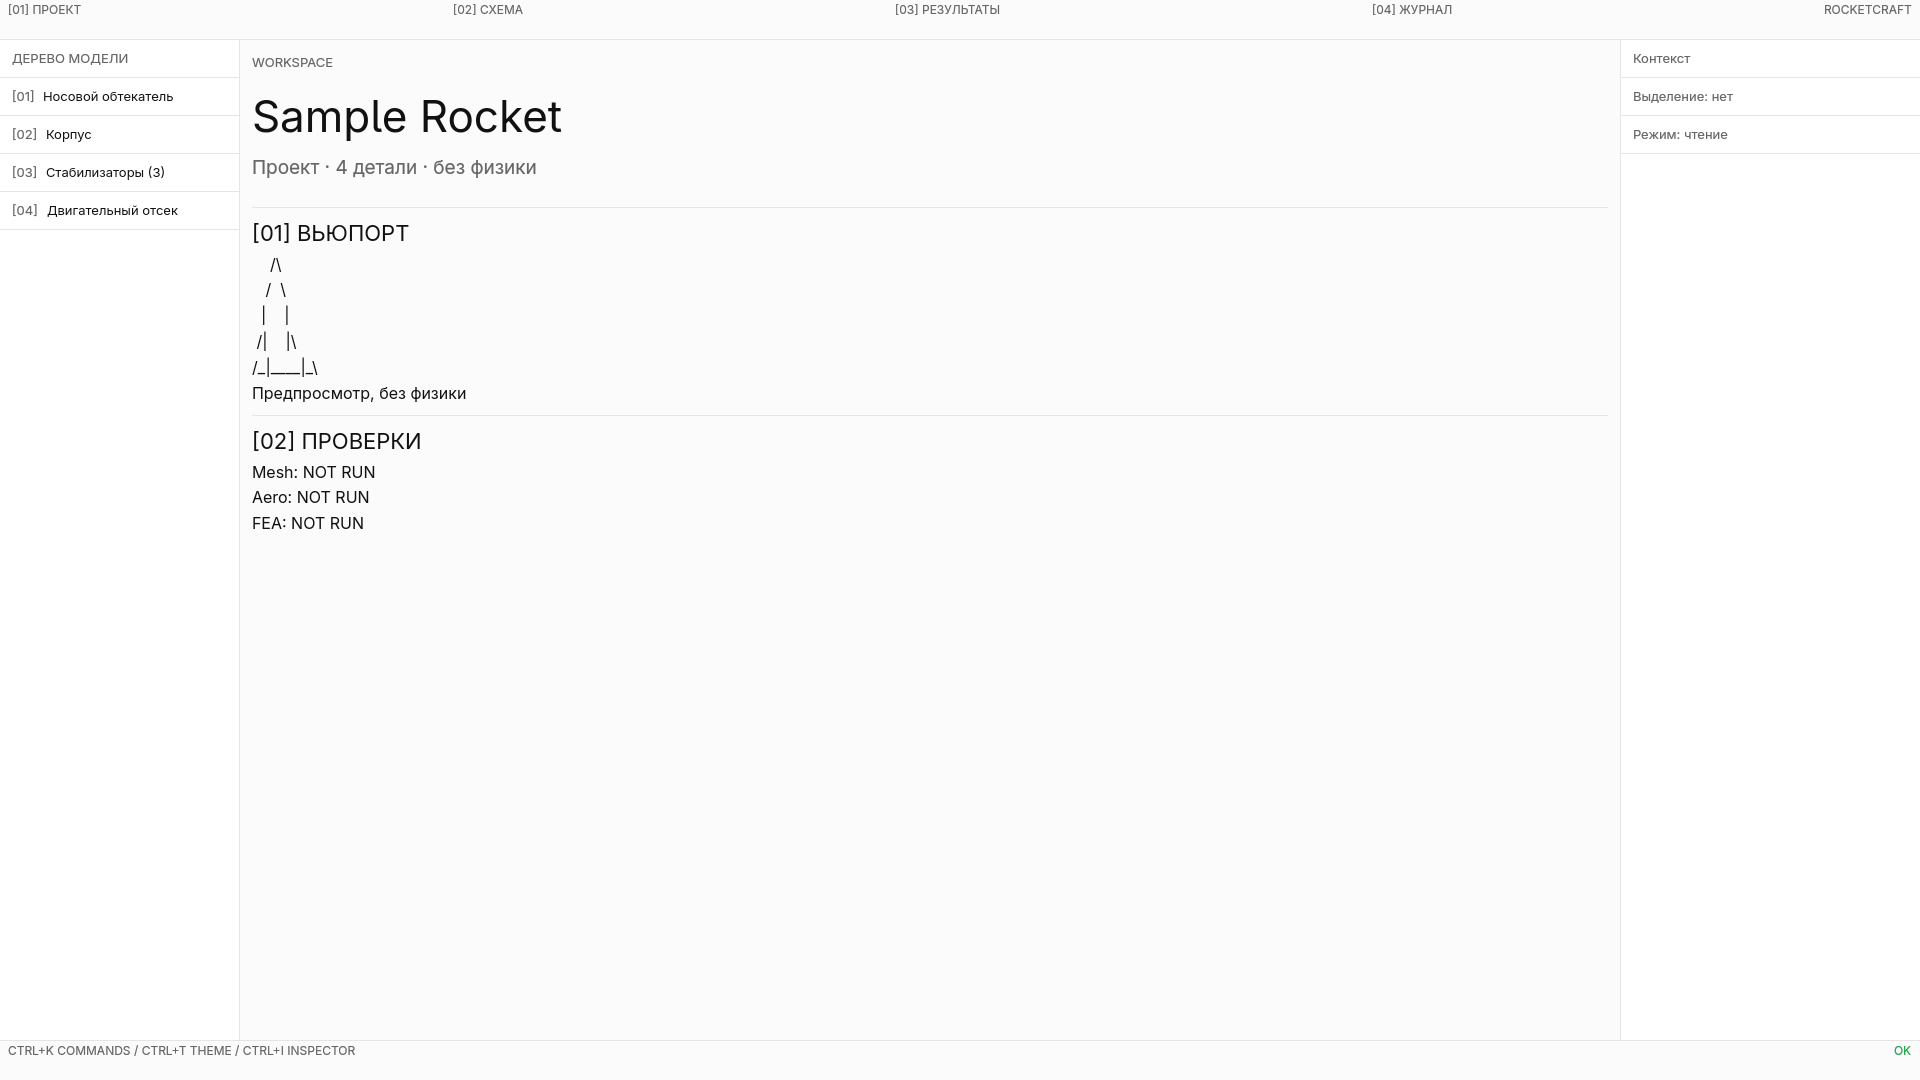 [01] ПРОЕКТ [02] СХЕМА [03] РЕЗУЛЬТАТЫ [04] ЖУРНАЛ ROCKETCRAFT
ДЕРЕВО МОДЕЛИ
[01] Носовой обтекатель
[02] Корпус
[03] Стабилизаторы (3)
[04] Двигательный отсек
WORKSPACE
Sample Rocket
Проект · 4 детали · без физики
[01] ВЬЮПОРТ
    /\
   /  \
  |    |
 /|    |\
/_|____|_\
Предпросмотр, без физики
[02] ПРОВЕРКИ
Mesh: NOT RUN
Aero: NOT RUN
FEA: NOT RUN
Контекст
Выделение: нет
Режим: чтение
CTRL+K COMMANDS / CTRL+T THEME / CTRL+I INSPECTOR OK